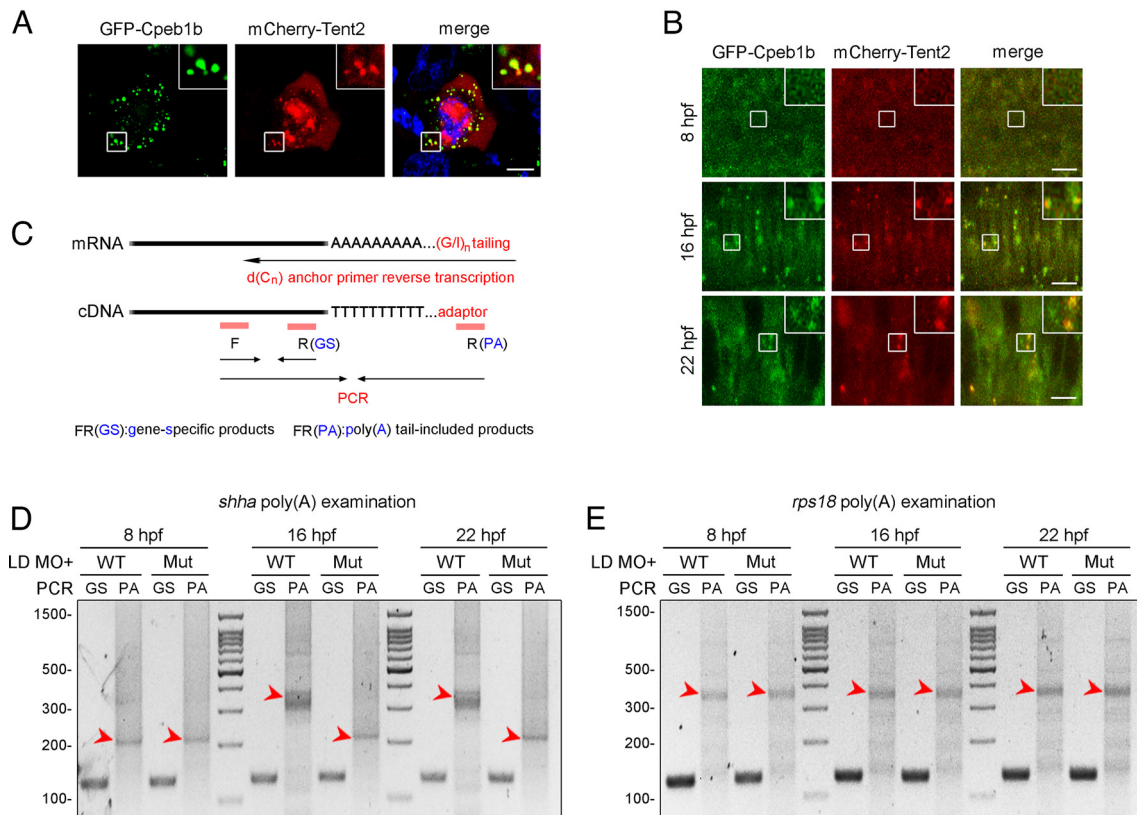 A
GFP-Cpeb1b mCherry-Tent2 merge
B
GFP-Cpeb1b mCherry-Tent2 merge
8 hpf
16 hpf
22 hpf
C
mRNA AAAAAAAAA...(G/I)n tailing
d(Cn) anchor primer reverse transcription
cDNA TTTTTTTTTT...adaptor
F R(GS) R(PA)
PCR
FR(GS):gene-specific products FR(PA):poly(A) tail-included products
D
shha poly(A) examination
8 hpf 16 hpf 22 hpf
LD MO+ WT Mut WT Mut WT Mut
PCR GS PA GS PA GS PA GS PA GS PA GS PA
1500-
500-
300-
200-
100-
E
rps18 poly(A) examination
8 hpf 16 hpf 22 hpf
LD MO+ WT Mut WT Mut WT Mut
PCR GS PA GS PA GS PA GS PA GS PA GS PA
1500-
500-
300-
200-
100-